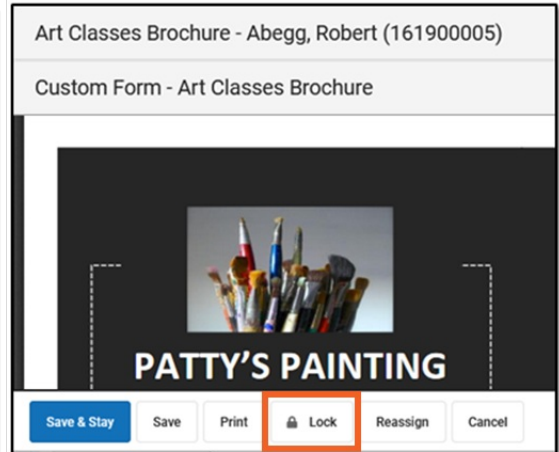 Art Classes Brochure - Abegg, Robert (161900005)
Custom Form - Art Classes Brochure
PATTY'S PAINTING
Save & Stay Save Print Lock Reassign Cancel